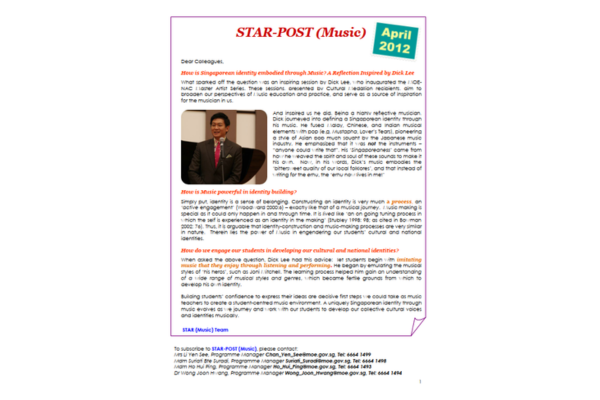 STAR-POST (Music)
April
2012
Dear Colleagues,
How is Singaporean identity embodied through Music? A Reflection Inspired by Dick Lee
What sparked off the question was an inspiring session by Dick Lee, who inaugurated the MOE-
NAC Master Artist Series. These sessions, presented by Cultural Medallion recipients, aim to
broaden our perspectives of music education and practice, and serve as a source of inspiration
for the musician in us.
And inspired us he did. Being a highly reflective musician,
Dick journeyed into defining a Singaporean identity through
his music. He fused Malay, Chinese, and Indian musical
elements with pop (e.g. Mustapha, Lover's Tears), pioneering
a style of Asian pop much sought by the Japanese music
industry. He emphasized that it was not the instruments –
"anyone could write that". His 'Singaporeaness' came from
how he weaved the spirit and soul of these sounds to make it
his own. Now, in his words, Dick's music embodies the
"bittersweet quality of our local folklores", and that instead of
writing for the emu, the "emu now lives in me"
How is Music powerful in identity building?
Simply put, identity is a sense of belonging. Constructing an identity is very much a process, an
"active engagement" – exactly like that of a musical journey. Music making is
special as it could only happen in and through time. It is lived like "an on going tuning process in
which the self is experienced as an identity in the making" (Stubley 1998: 98; as cited in Bowman
2002: 76). Thus, it is arguable that identity-construction and music-making processes are very similar
in nature. Therein lies the power of music in engendering our students' cultural and national
identities.
How do we engage our students in developing our cultural and national identities?
When asked the above question, Dick Lee had this advice: let students begin with imitating
music that they enjoy through listening and performing. He began by emulating the musical
styles of 'his heros', such as Joni Mitchell. The learning process helped him gain an understanding
of a wide range of musical styles and genres, which became fertile grounds from which to
develop his own identity.
Building students' confidence to express their ideas are decisive first steps we could take as music
teachers to create a student-centred music environment. A uniquely Singaporean identity through
music evolves as we journey and work with our students to develop our collective cultural voices
and identities musically.
STAR (Music) Team
To subscribe to STAR-POST (Music), please contact:
Mrs Li Yen See, Programme Manager Chan_Yen_See@moe.gov.sg, Tel: 6664 1499
Mdm Suriati Bte Suradi, Programme Manager Suriati_Suradi@moe.gov.sg, Tel: 6664 1498
Mdm Ho Hui Ping, Programme Manager Ho_Hui_Ping@moe.gov.sg, Tel: 6664 1493
Dr Wong Joon Hwang, Programme Manager Wong_Joon_Hwang@moe.gov.sg, Tel: 6664 1494
1